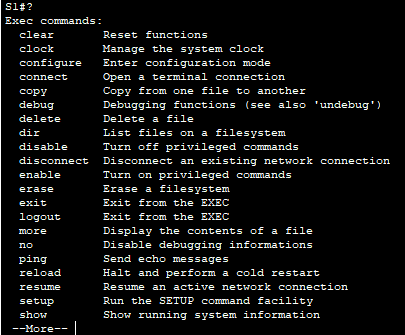 S1#?
Exec commands:
clear Reset functions
clock Manage the system clock
configure Enter configuration mode
connect Open a terminal connection
copy Copy from one file to another
debug Debugging functions (see also 'undebug')
delete Delete a file
dir List files on a filesystem
disable Turn off privileged commands
disconnect Disconnect an existing network connection
enable Turn on privileged commands
erase Erase a filesystem
exit Exit from the EXEC
logout Exit from the EXEC
more Display the contents of a file
no Disable debugging informations
ping Send echo messages
reload Halt and perform a cold restart
resume Resume an active network connection
setup Run the SETUP command facility
show Show running system information
--More--